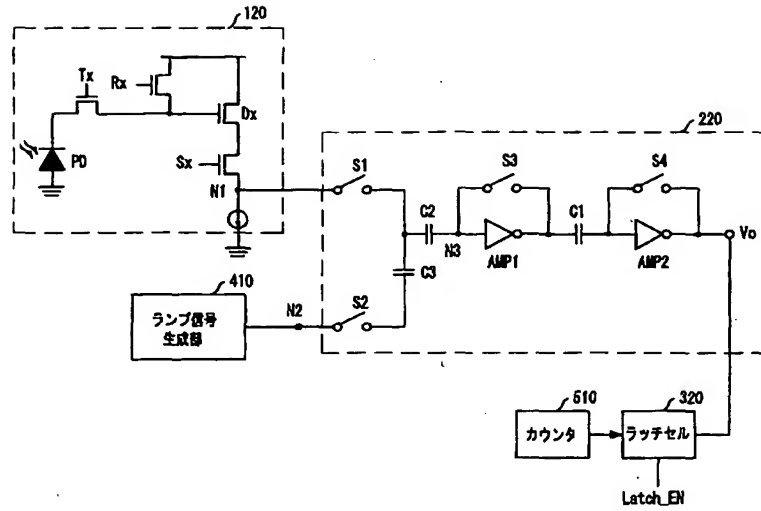 120
Tx
Rx
Dx
PD
Sx
N1
220
S1
S3
S4
C2
C1
N3
AMP1
AMP2
Vo
C3
S2
N2
410
ランプ信号
生成部
510
カウンタ
320
ラッチセル
Latch_EN